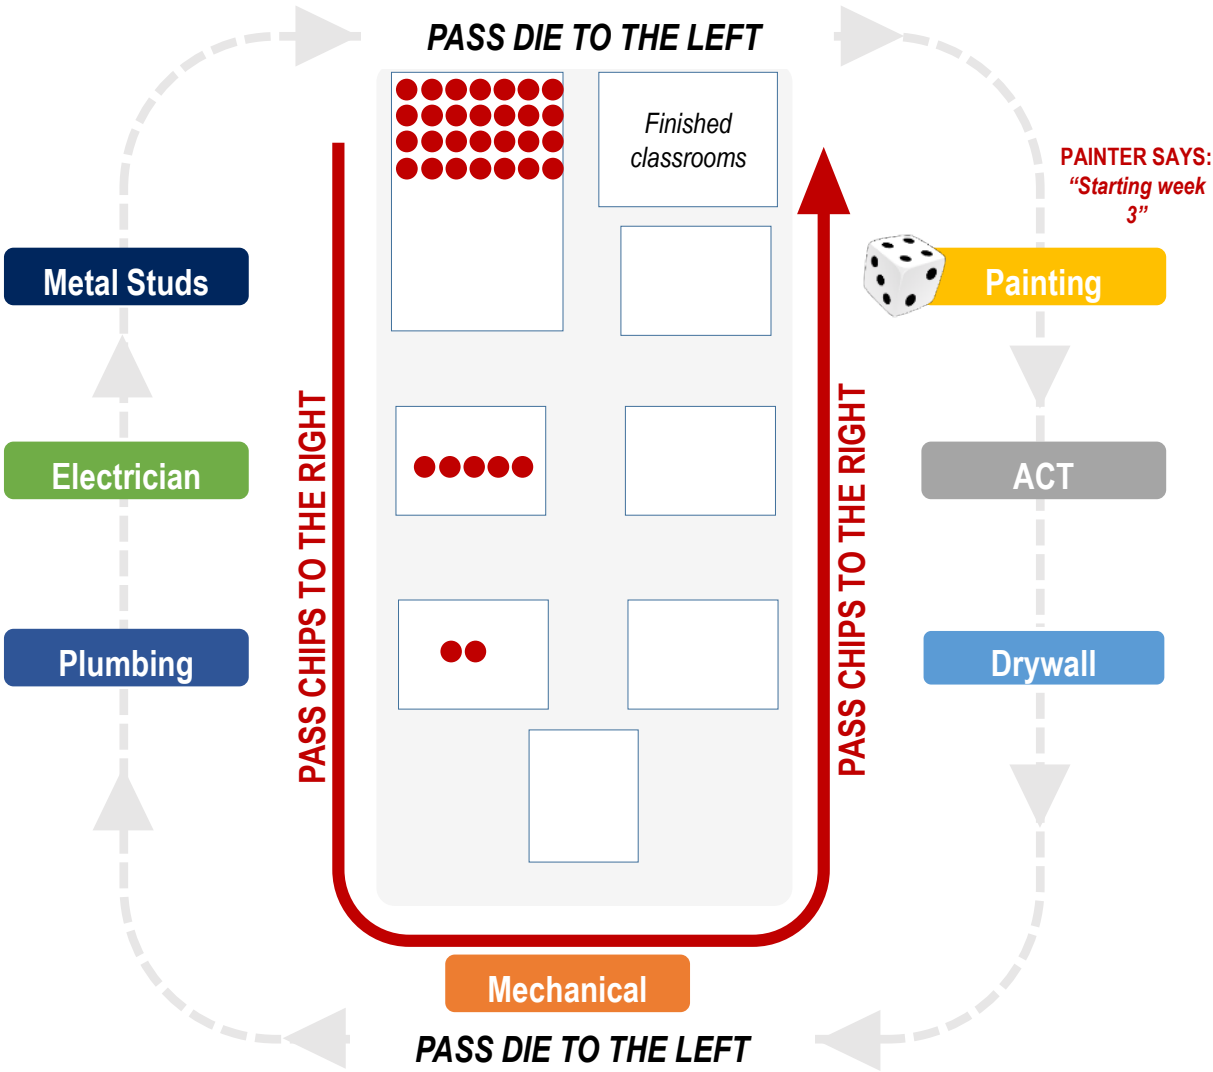 PASS DIE TO THE LEFT
Finished
classrooms
PAINTER SAYS:
“Starting week
3”
Metal Studs
Painting
PASS CHIPS TO THE RIGHT
PASS CHIPS TO THE RIGHT
Electrician
ACT
Plumbing
Drywall
Mechanical
PASS DIE TO THE LEFT